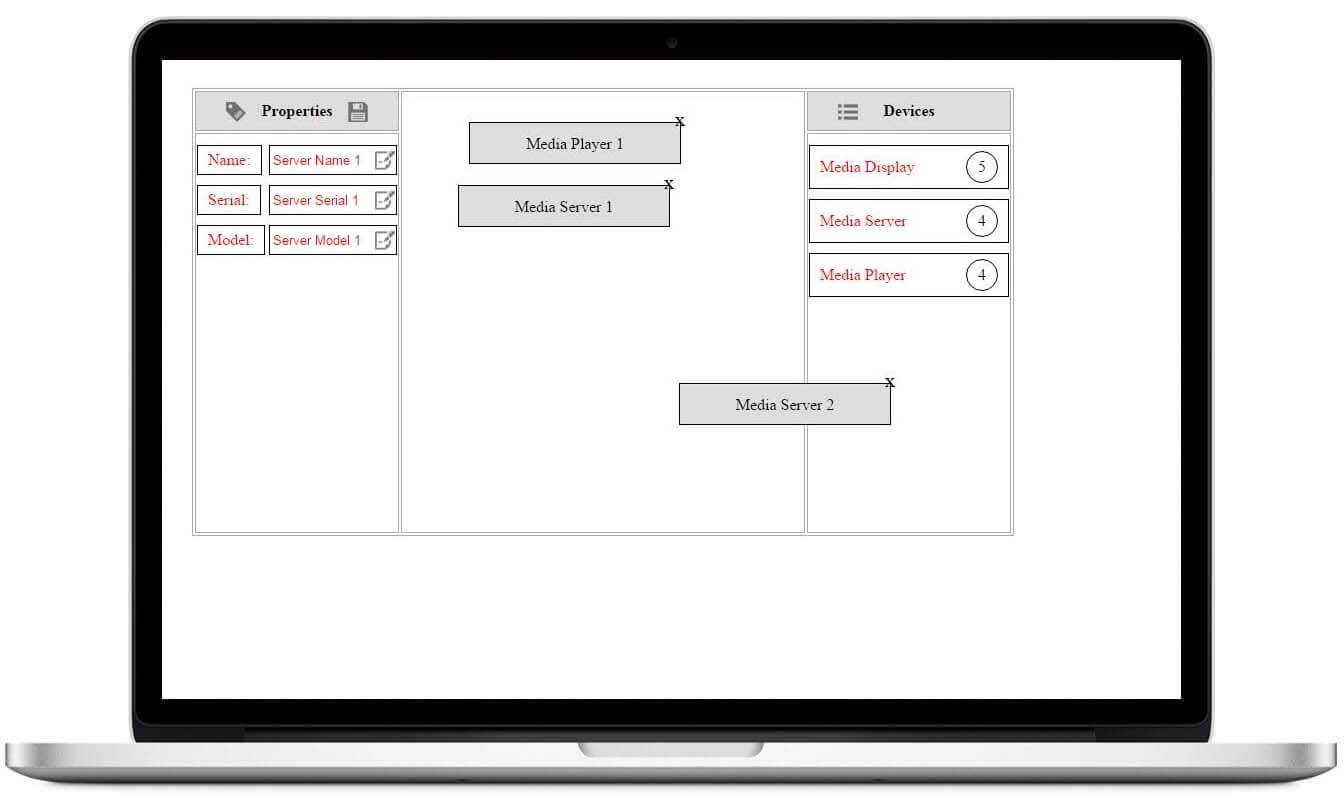 Properties
Name: Server Name 1
Serial: Server Serial 1
Model: Server Model 1
x
Media Player 1
x
Media Server 1
x
Media Server 2
Devices
Media Display 5
Media Server 4
Media Player 4